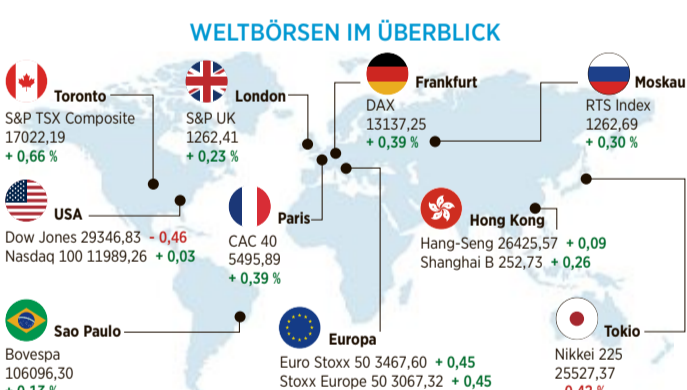 WELTBÖRSEN IM ÜBERBLICK
Toronto
S&P TSX Composite
17022,19
+ 0,66 %
London
S&P UK
1262,41
+ 0,23 %
Frankfurt
DAX
13137,25
+ 0,39 %
Moskau
RTS Index
1262,69
+ 0,30 %
USA
Dow Jones 29346,83 - 0,46
Nasdaq 100 11989,26 + 0,03
Paris
CAC 40
5495,89
+ 0,39 %
Hong Kong
Hang-Seng 26425,57 + 0,09
Shanghai B 252,73 + 0,26
Sao Paulo
Bovespa
106096,30
Europa
Euro Stoxx 50 3467,60 + 0,45
Stoxx Europe 50 3067,32 + 0,45
Tokio
Nikkei 225
25527,37